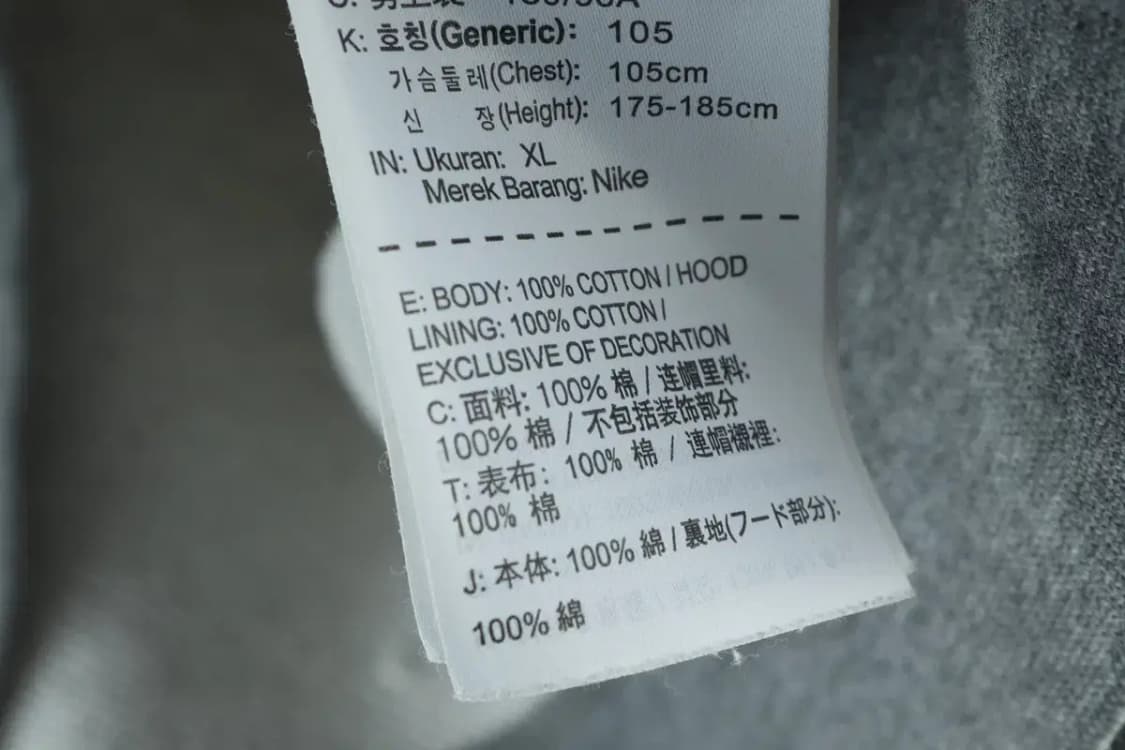 K: 호칭(Generic): 105
가슴둘레(Chest): 105cm
신 장(Height): 175-185cm
IN: Ukuran: XL
Merek Barang: Nike
E: BODY: 100% COTTON / HOOD
LINING: 100% COTTON /
EXCLUSIVE OF DECORATION
C: 面料: 100% 棉 / 连帽里料:
100% 棉 / 不包括装饰部分
T: 表布: 100% 棉 / 連帽襯裡:
100% 棉
J: 本体: 100% 綿 / 裏地(フード部分):
100% 綿